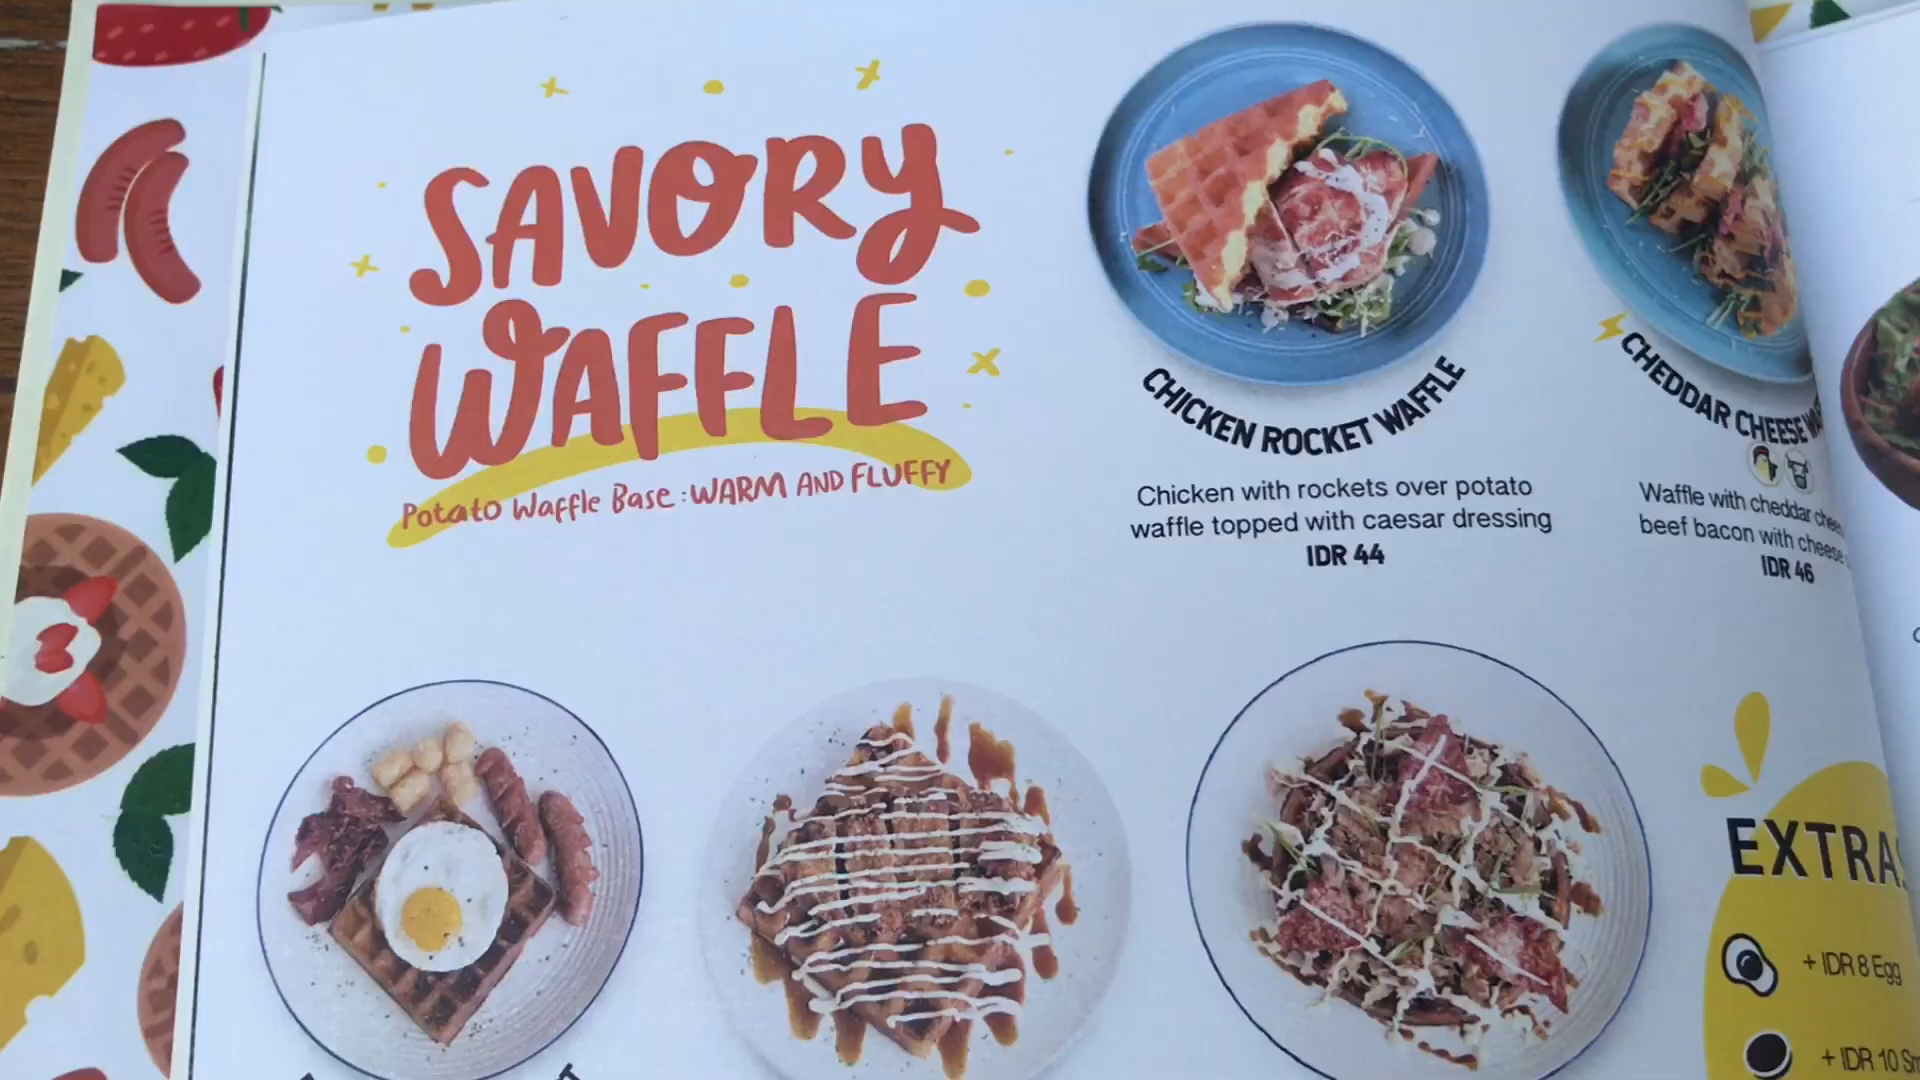 SAVORY
WAFFLE
Potato Waffle Base : WARM AND FLUFFY
CHICKEN ROCKET WAFFLE
Chicken with rockets over potato
waffle topped with caesar dressing
IDR 44
CHEDDAR CHEESE
Waffle with cheddar
beef bacon with cheese
IDR 46
EXTRA
+ IDR 8 Egg
+ IDR 10